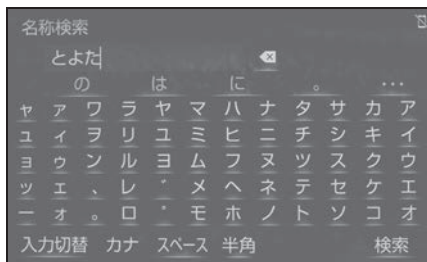 名称検索
とよた
の は に 。 ...
ャ ァ ワ ラ ヤ マ ハ ナ タ サ カ ア
ュ ィ ヲ リ ユ ミ ヒ ニ チ シ キ イ
ョ ゥ ン ル ヨ ム フ ヌ ツ ス ク ウ
ッ ェ 、 レ ゛ メ ヘ ネ テ セ ケ エ
ー ォ 。 ロ ゜ モ ホ ノ ト ソ コ オ
入力切替 カナ スペース 半角 検索